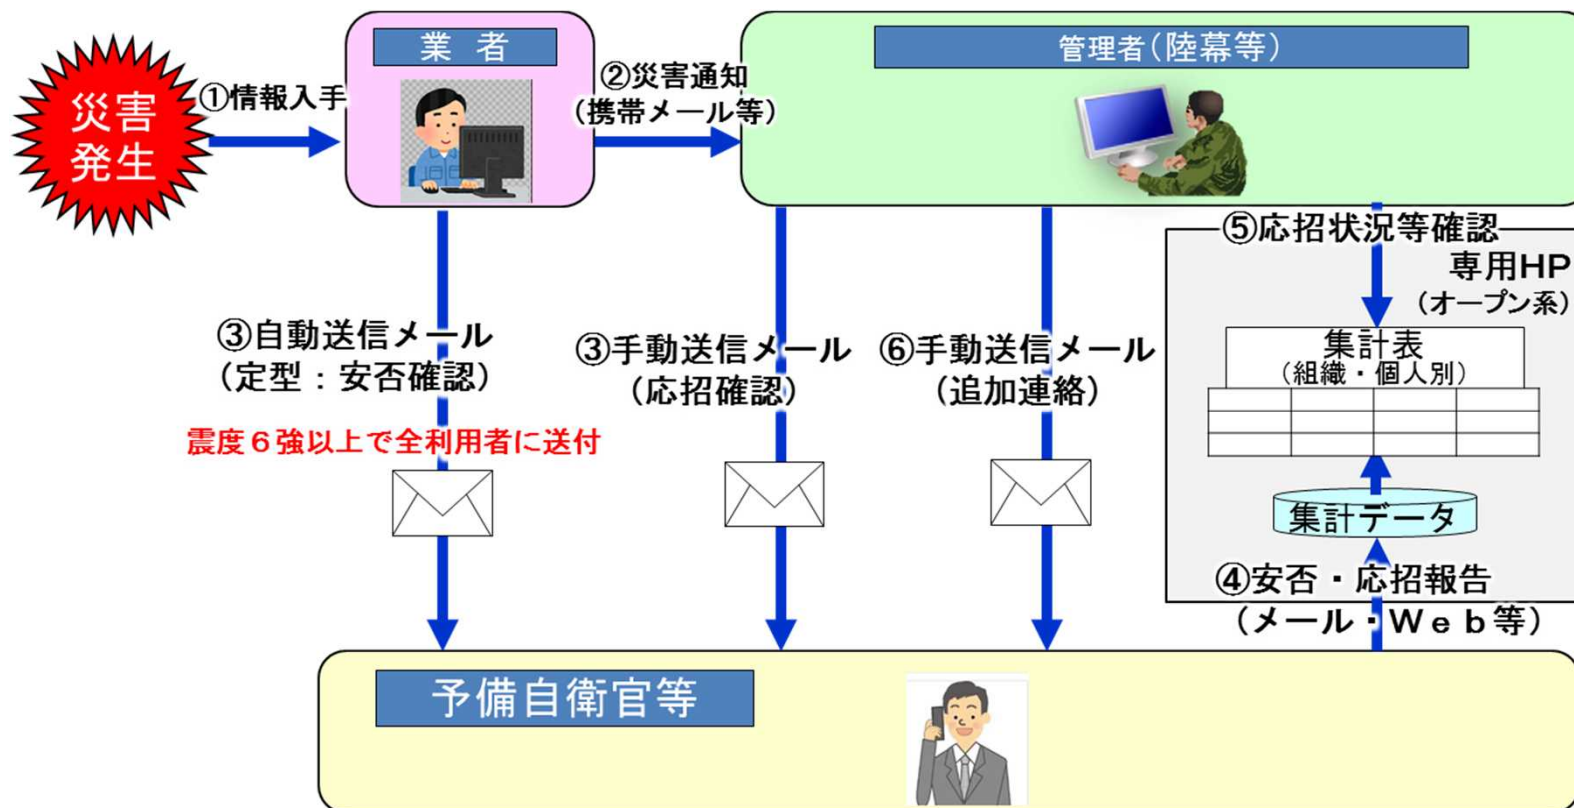 災害
発生
①情報入手
業 者
②災害通知
（携帯メール等）
管理者（陸幕等）
③自動送信メール
（定型：安否確認）
震度６強以上で全利用者に送付
③手動送信メール
（応招確認）
⑥手動送信メール
（追加連絡）
⑤応招状況等確認
専用HP
（オープン系）
集計表
（組織・個人別）
集計データ
④安否・応招報告
（メール・Ｗｅｂ等）
予備自衛官等